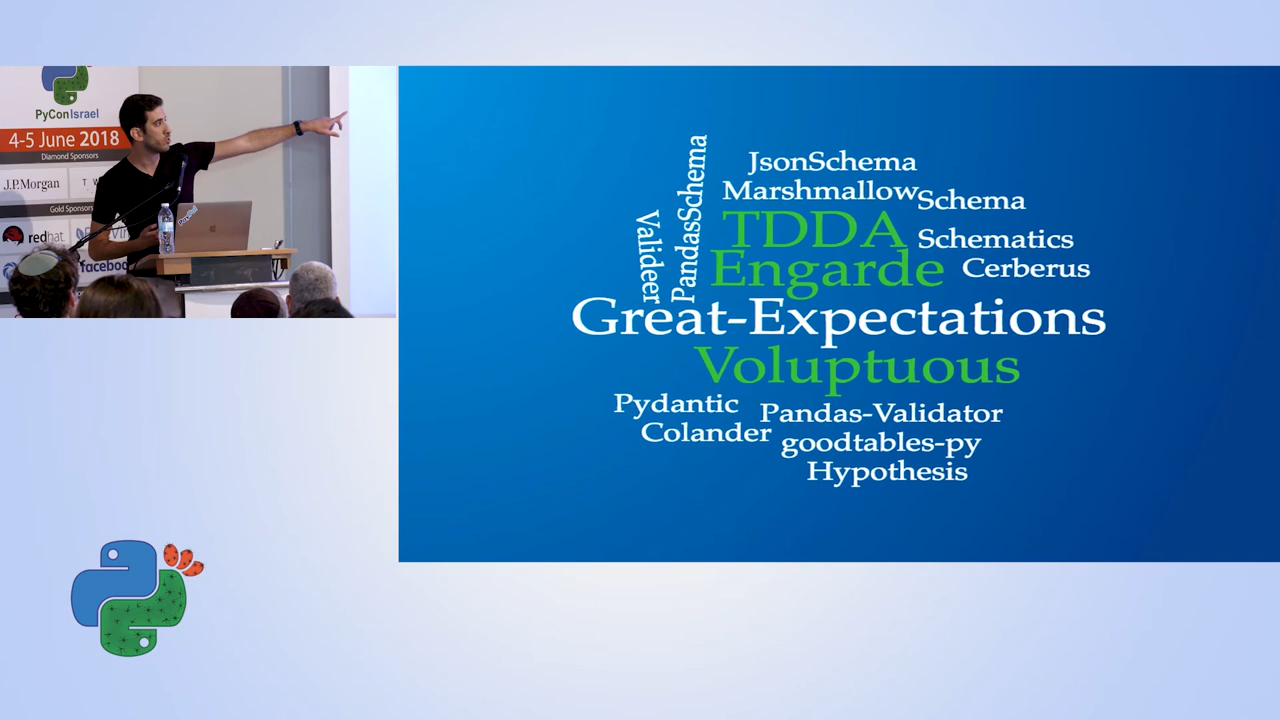 PyConIsrael
4-5 June 2018
Diamond Sponsors
J.P.Morgan
T W
Gold Sponsors
redhat
facebook
PayPal
JsonSchema
Marshmallow
Schema
PandasSchema
Valideer
TDDA
Schematics
Engarde
Cerberus
Great-Expectations
Voluptuous
Pydantic
Pandas-Validator
Colander
goodtables-py
Hypothesis